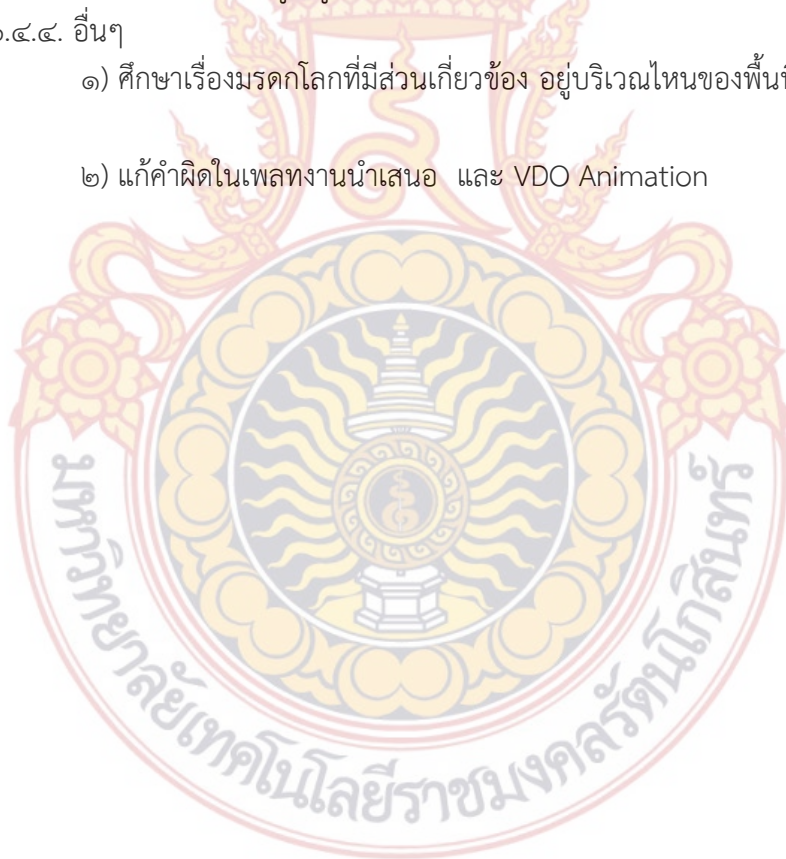 .๔.๔. อื่นๆ
๑) ศึกษาเรื่องมรดกโลกที่มีส่วนเกี่ยวข้อง อยู่บริเวณไหนของพื้นที่
๒) แก้คำผิดในเพลทงานนำเสนอ และ VDO Animation
มหาวิทยาลัยเทคโนโลยีราชมงคลรัตนโกสินทร์